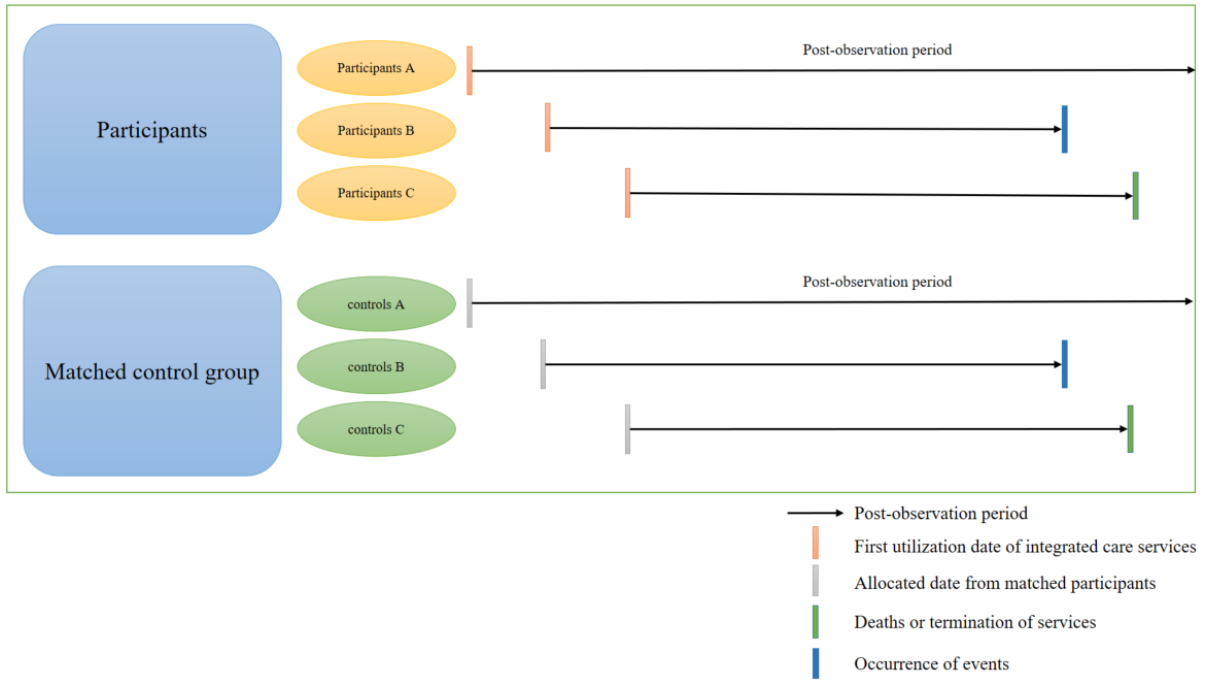 Participants
Participants A
Post-observation period
Participants B
Participants C
Matched control group
controls A
Post-observation period
controls B
controls C
Post-observation period
First utilization date of integrated care services
Allocated date from matched participants
Deaths or termination of services
Occurrence of events